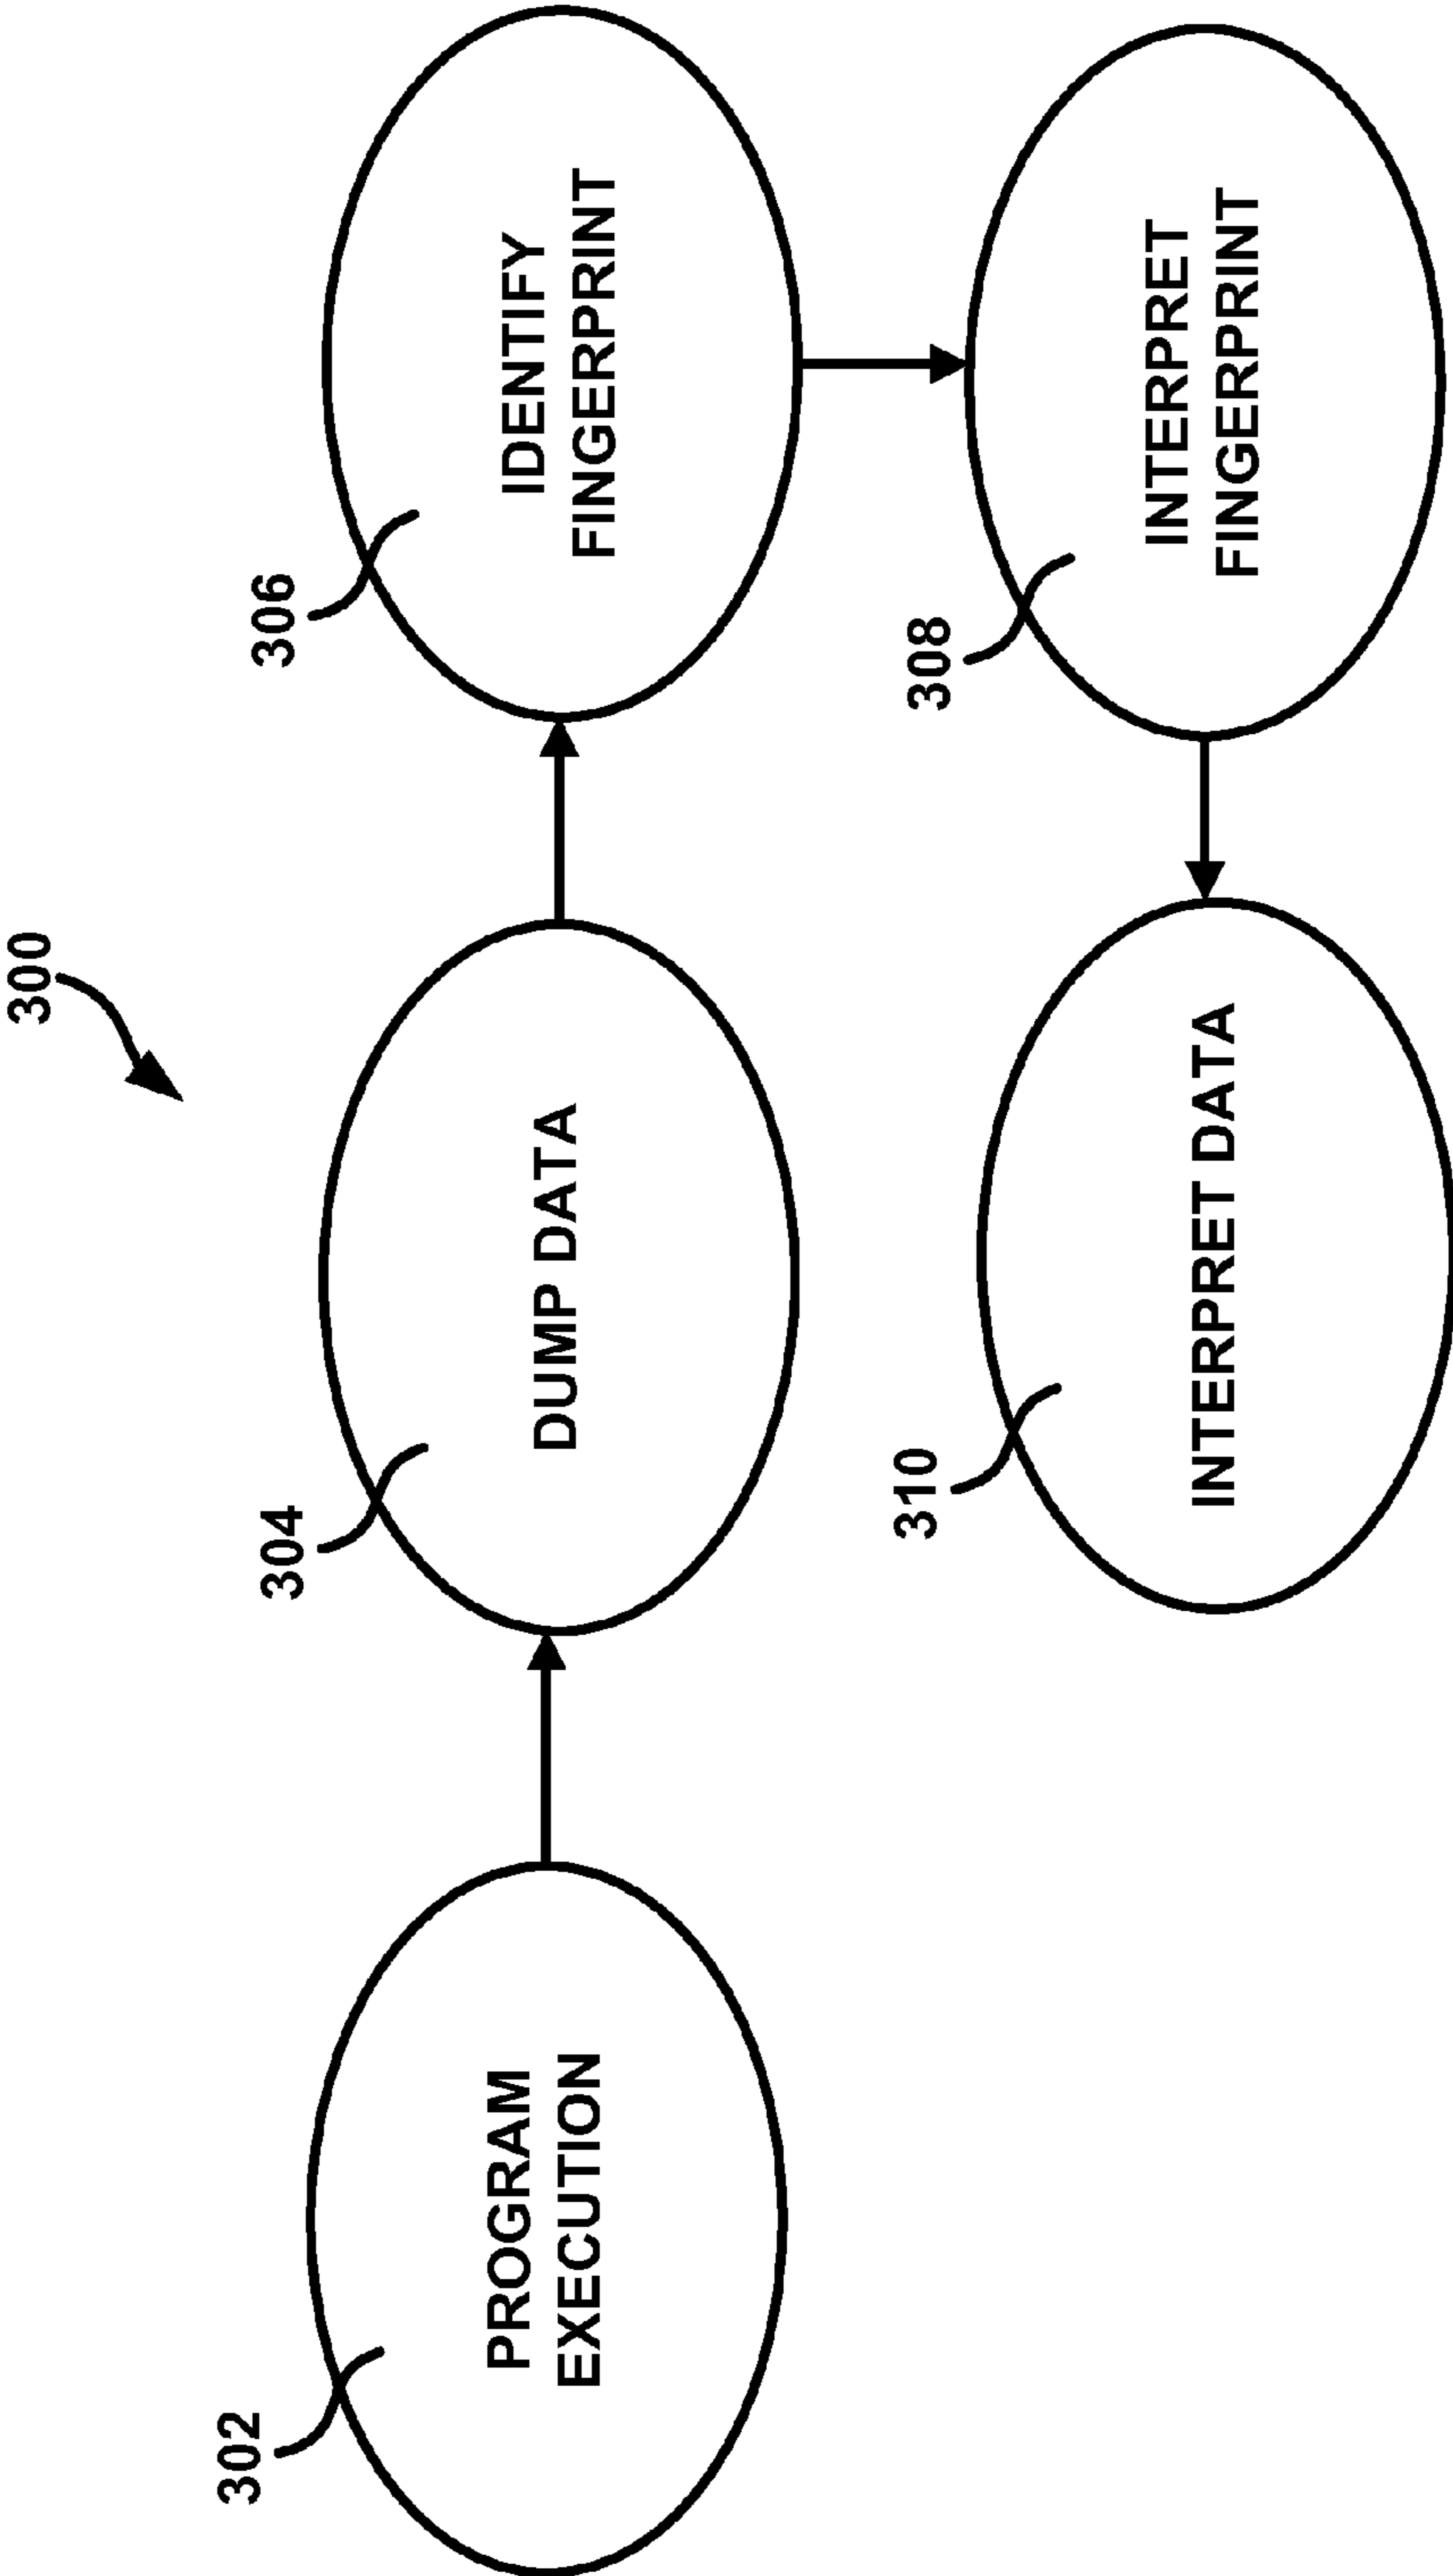 300
302
PROGRAM
EXECUTION
304
DUMP DATA
306
IDENTIFY
FINGERPRINT
308
INTERPRET
FINGERPRINT
310
INTERPRET DATA